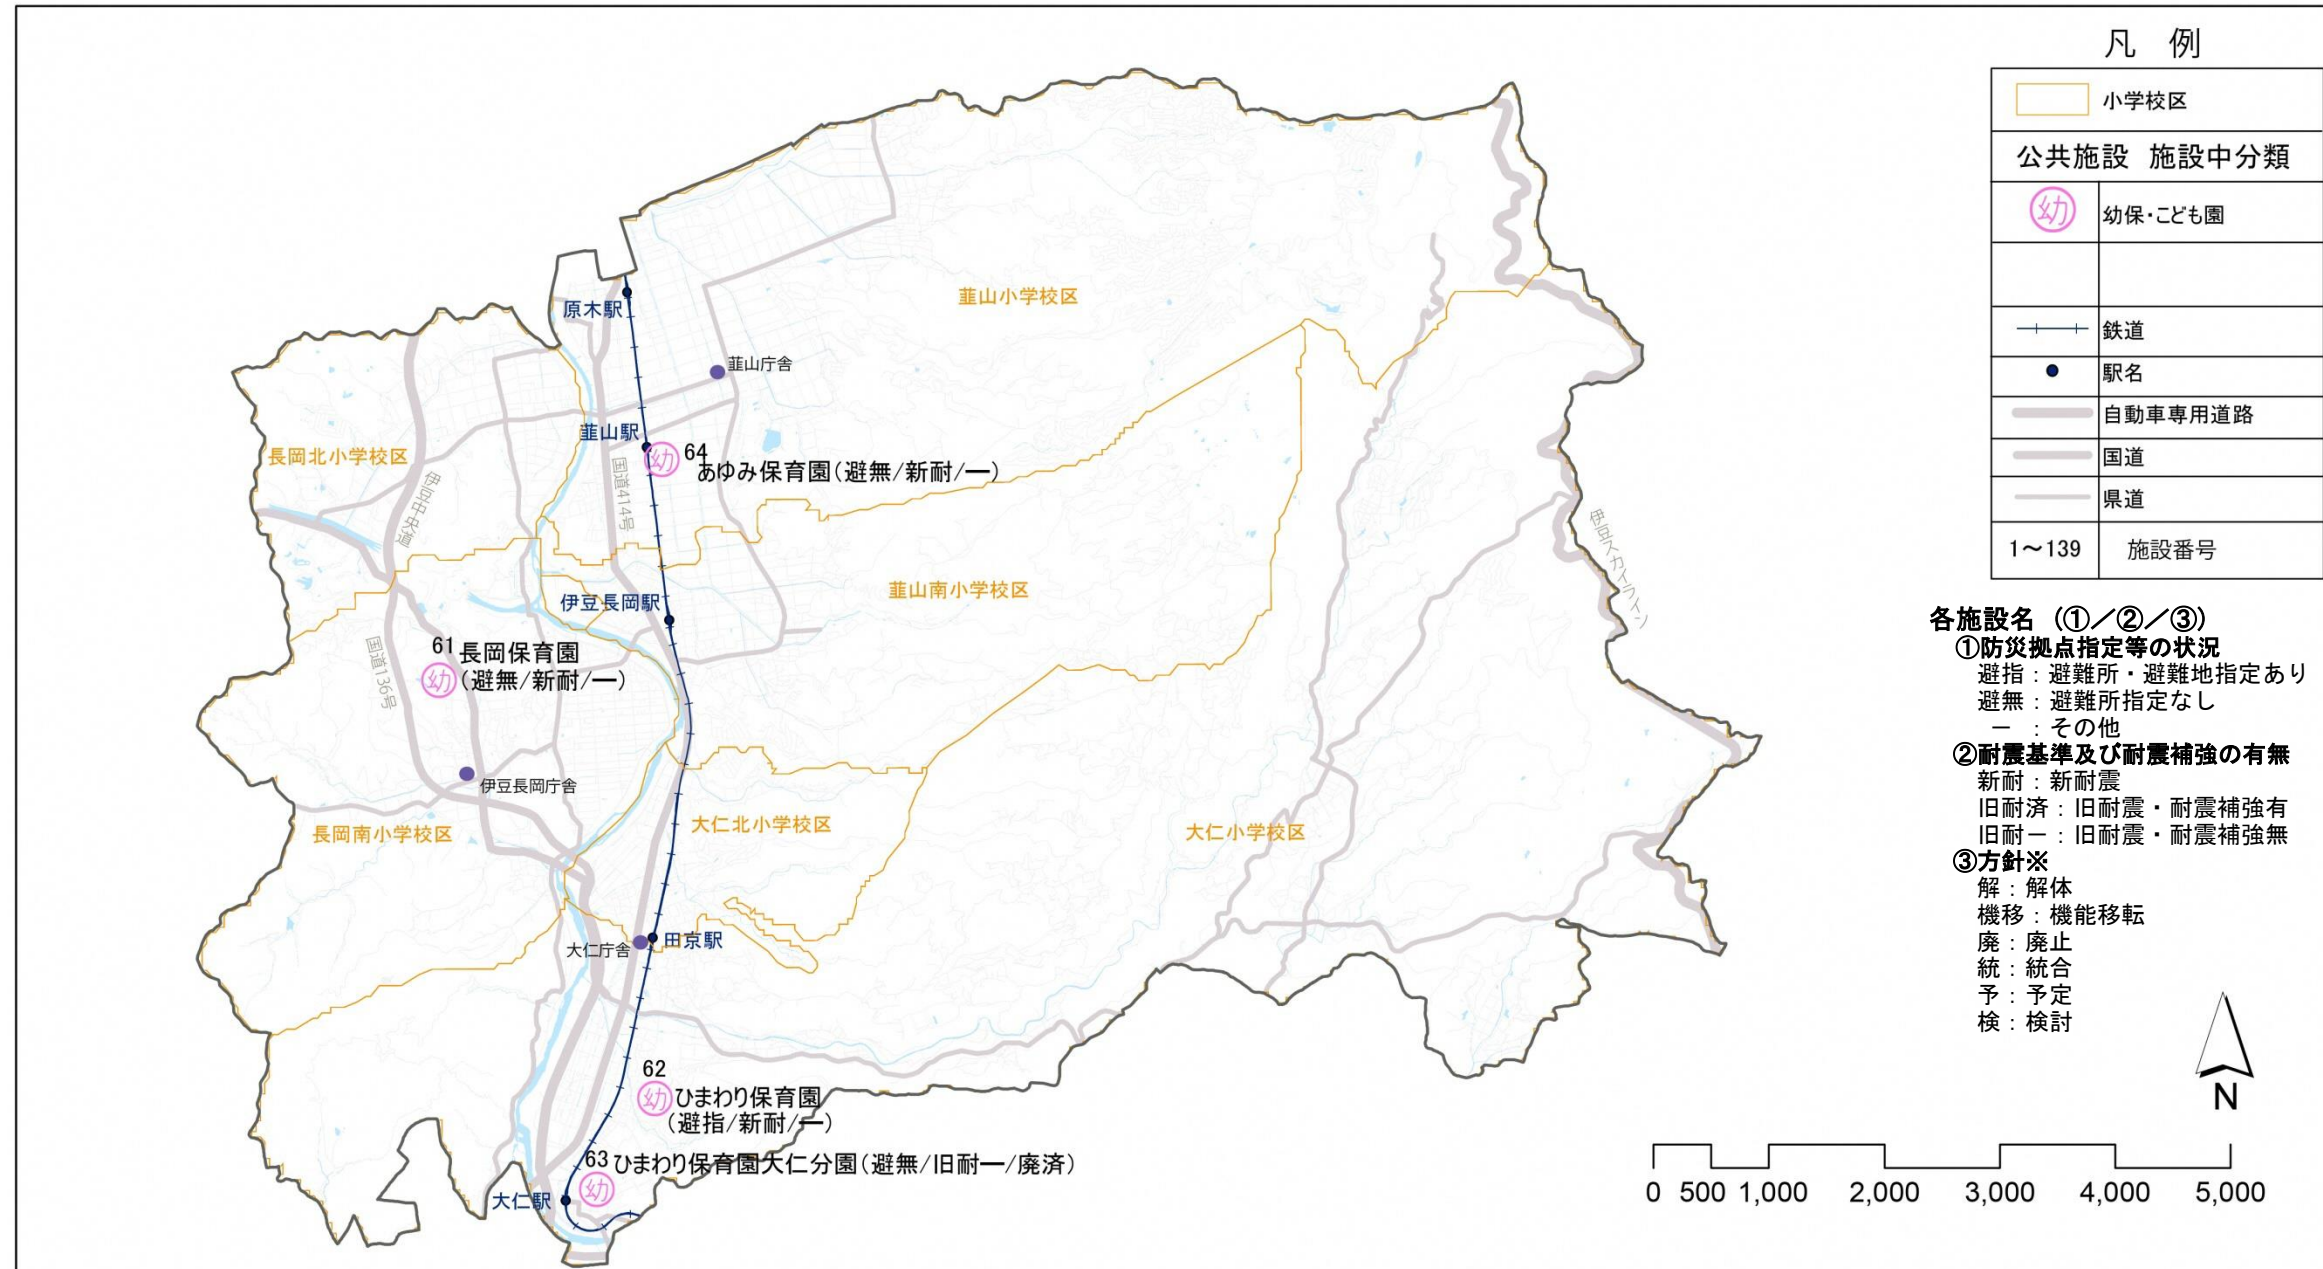 凡 例
小学校区
公共施設 施設中分類
幼 幼保・こども園
鉄道
駅名
自動車専用道路
国道
県道
1～139 施設番号
各施設名（①／②／③）
①防災拠点指定等の状況
避指：避難所・避難地指定あり
避無：避難所指定なし
－ ：その他
②耐震基準及び耐震補強の有無
新耐：新耐震
旧耐済：旧耐震・耐震補強有
旧耐－：旧耐震・耐震補強無
③方針※
解：解体
機移：機能移転
廃：廃止
統：統合
予：予定
検：検討
N
0 500 1,000 2,000 3,000 4,000 5,000
原木駅
韮山小学校区
韮山庁舎
韮山駅
長岡北小学校区
幼 64
あゆみ保育園（避無/新耐/―）
伊豆中央道
国道414号
伊豆スカイライン
韮山南小学校区
伊豆長岡駅
国道136号
61 長岡保育園
幼 （避無/新耐/―）
伊豆長岡庁舎
長岡南小学校区
大仁北小学校区
大仁小学校区
大仁庁舎
田京駅
62
幼 ひまわり保育園
（避指/新耐/―）
63 ひまわり保育園大仁分園（避無/旧耐―/廃済）
幼
大仁駅